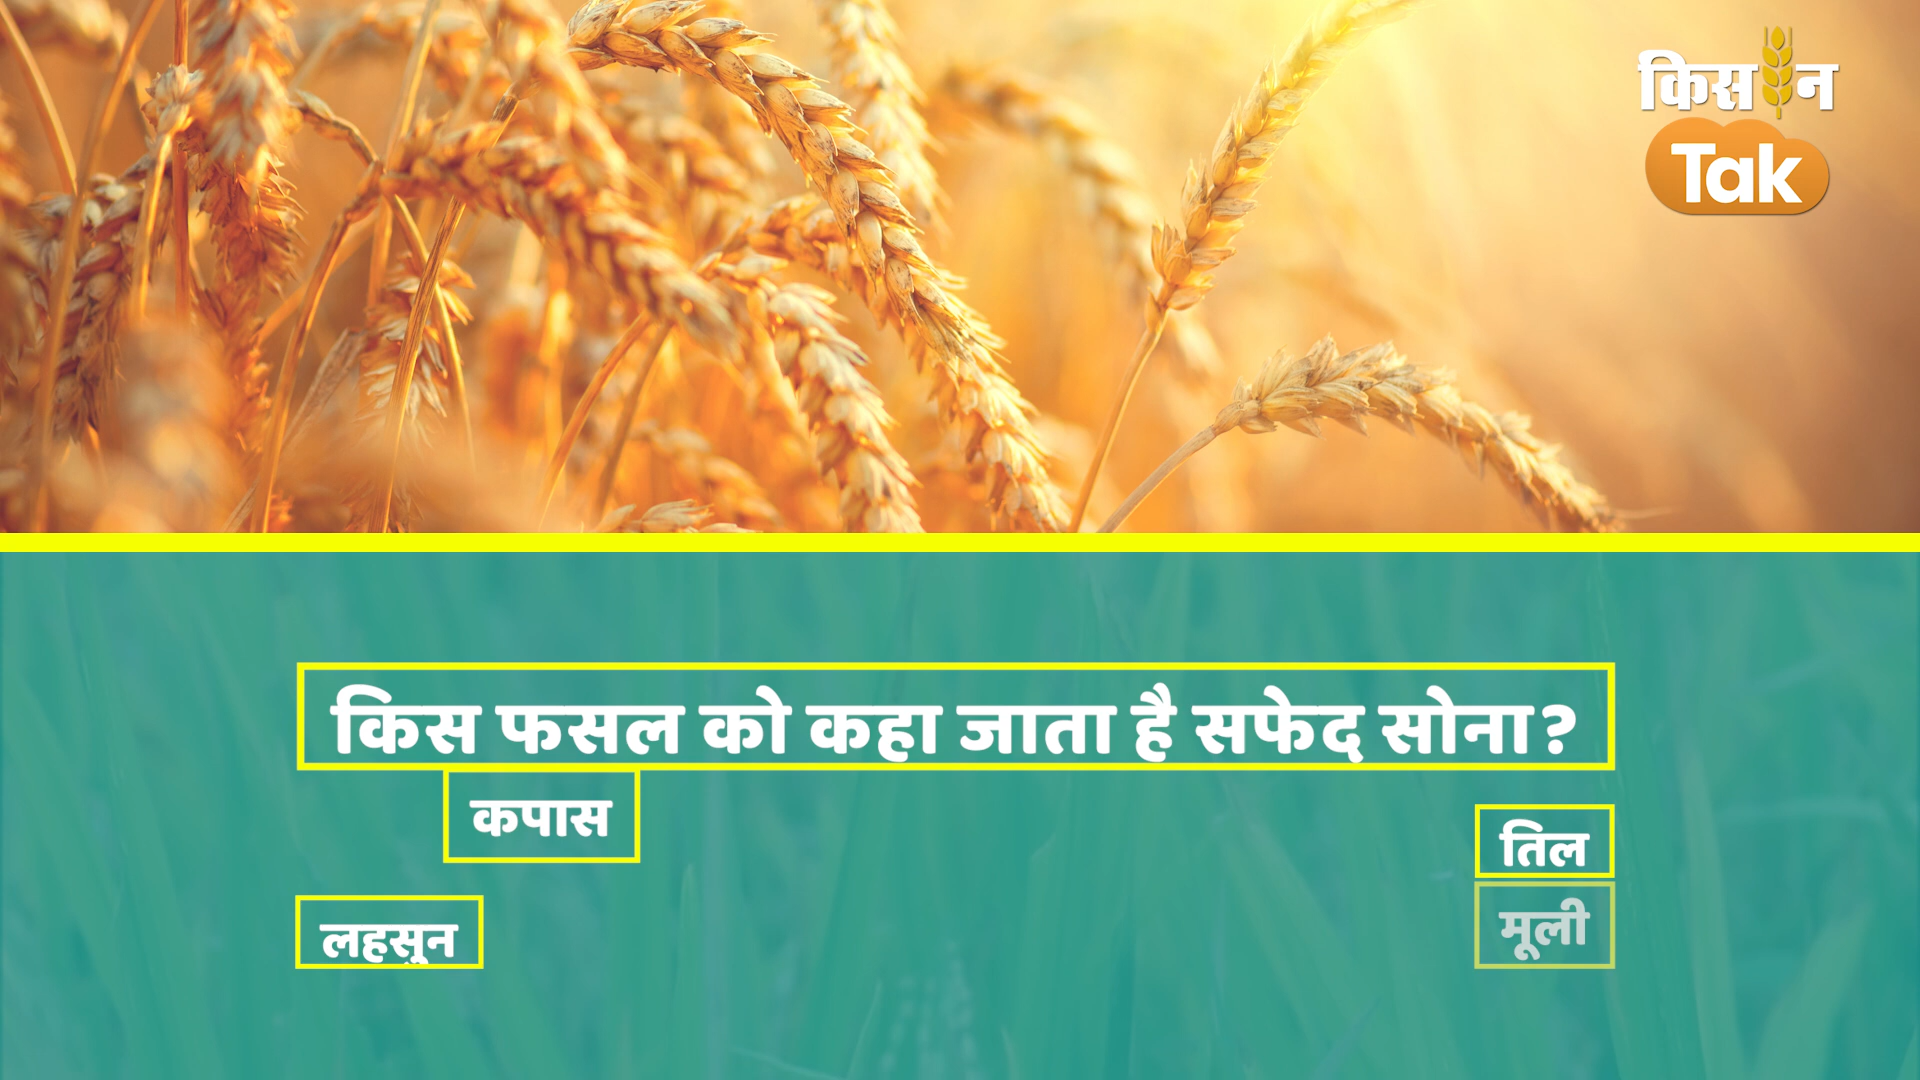 किसान
Tak
किस फसल को कहा जाता है सफेद सोना?
कपास
तिल
लहसुन
मूली